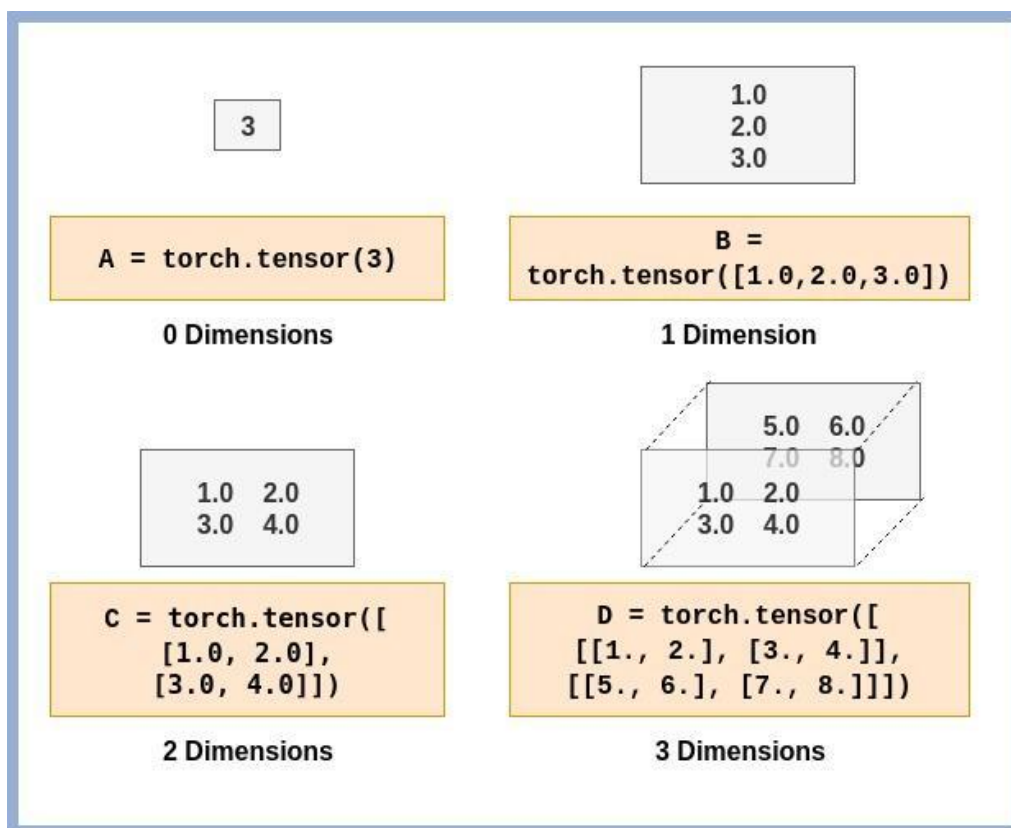 3
1.0
2.0
3.0
A = torch.tensor(3)
B =
torch.tensor([1.0,2.0,3.0])
0 Dimensions
1 Dimension
1.0 2.0
3.0 4.0
5.0 6.0
7.0 8.0
1.0 2.0
3.0 4.0
C = torch.tensor([
[1.0, 2.0],
[3.0, 4.0]])
D = torch.tensor([
[[1., 2.], [3., 4.]],
[[5., 6.], [7., 8.]]])
2 Dimensions
3 Dimensions